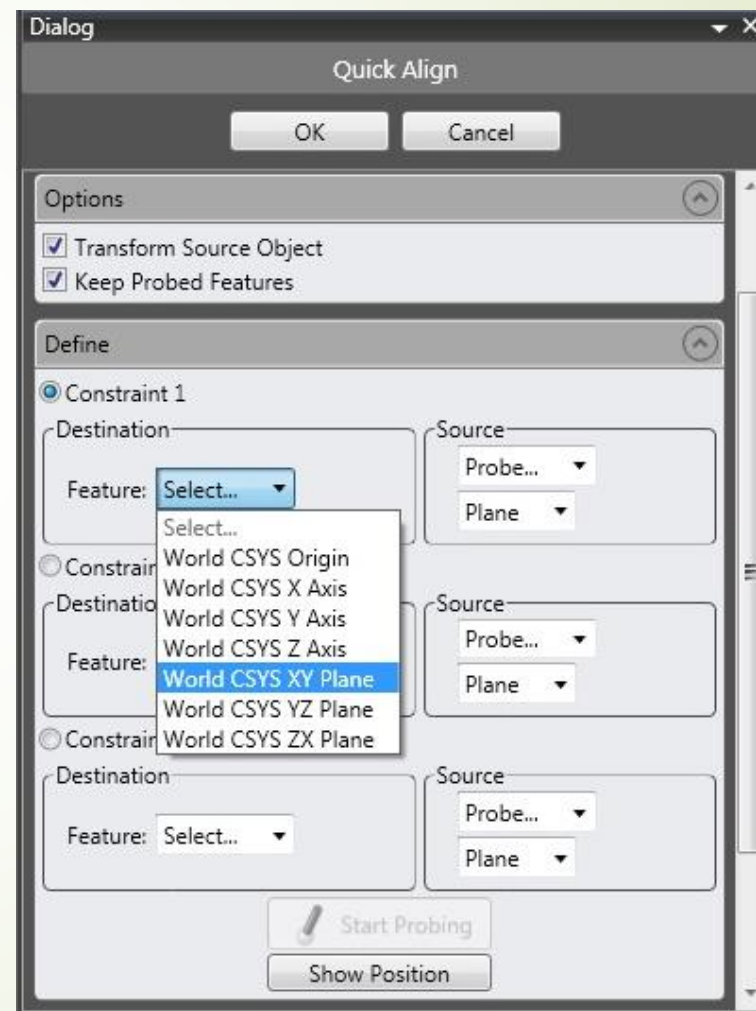 Dialog
Quick Align
OK Cancel
Options
Transform Source Object
Keep Probed Features
Define
Constraint 1
Destination Source
Feature: Select... Probe...
Plane
Select...
World CSYS Origin
World CSYS X Axis
World CSYS Y Axis
World CSYS Z Axis
World CSYS XY Plane
World CSYS YZ Plane
World CSYS ZX Plane
Source
Feature: Probe...
Plane
Destination Source
Feature: Select... Probe...
Plane
Start Probing
Show Position